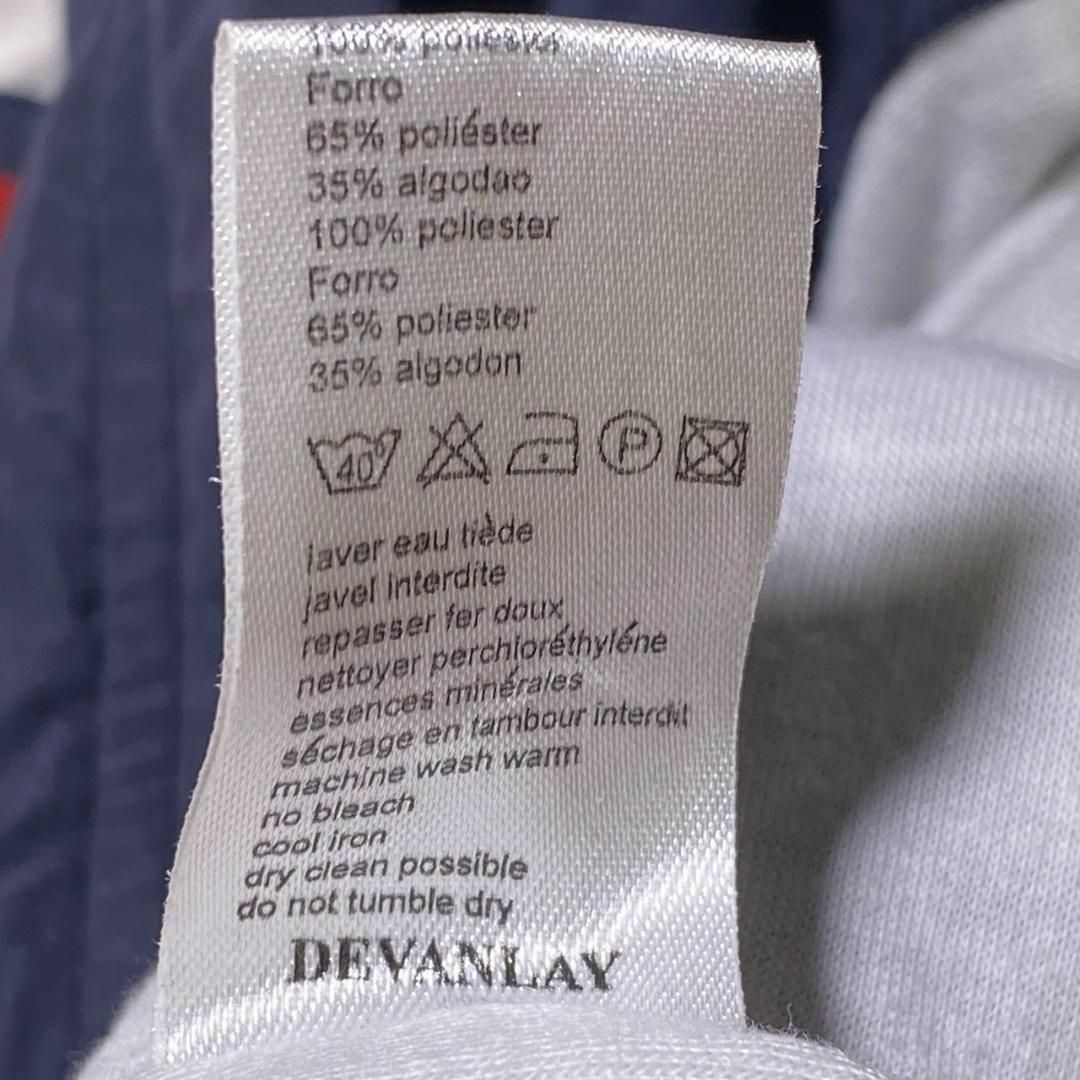 100% poliéster
Forro
65% poliéster
35% algodao
100% poliester
Forro
65% poliester
35% algodon
40° P
laver eau tiède
javel interdite
repasser fer doux
nettoyer perchloréthyléne
essences minérales
séchage en tambour interdit
machine wash warm
no bleach
cool iron
dry clean possible
do not tumble dry
DEVANLAY